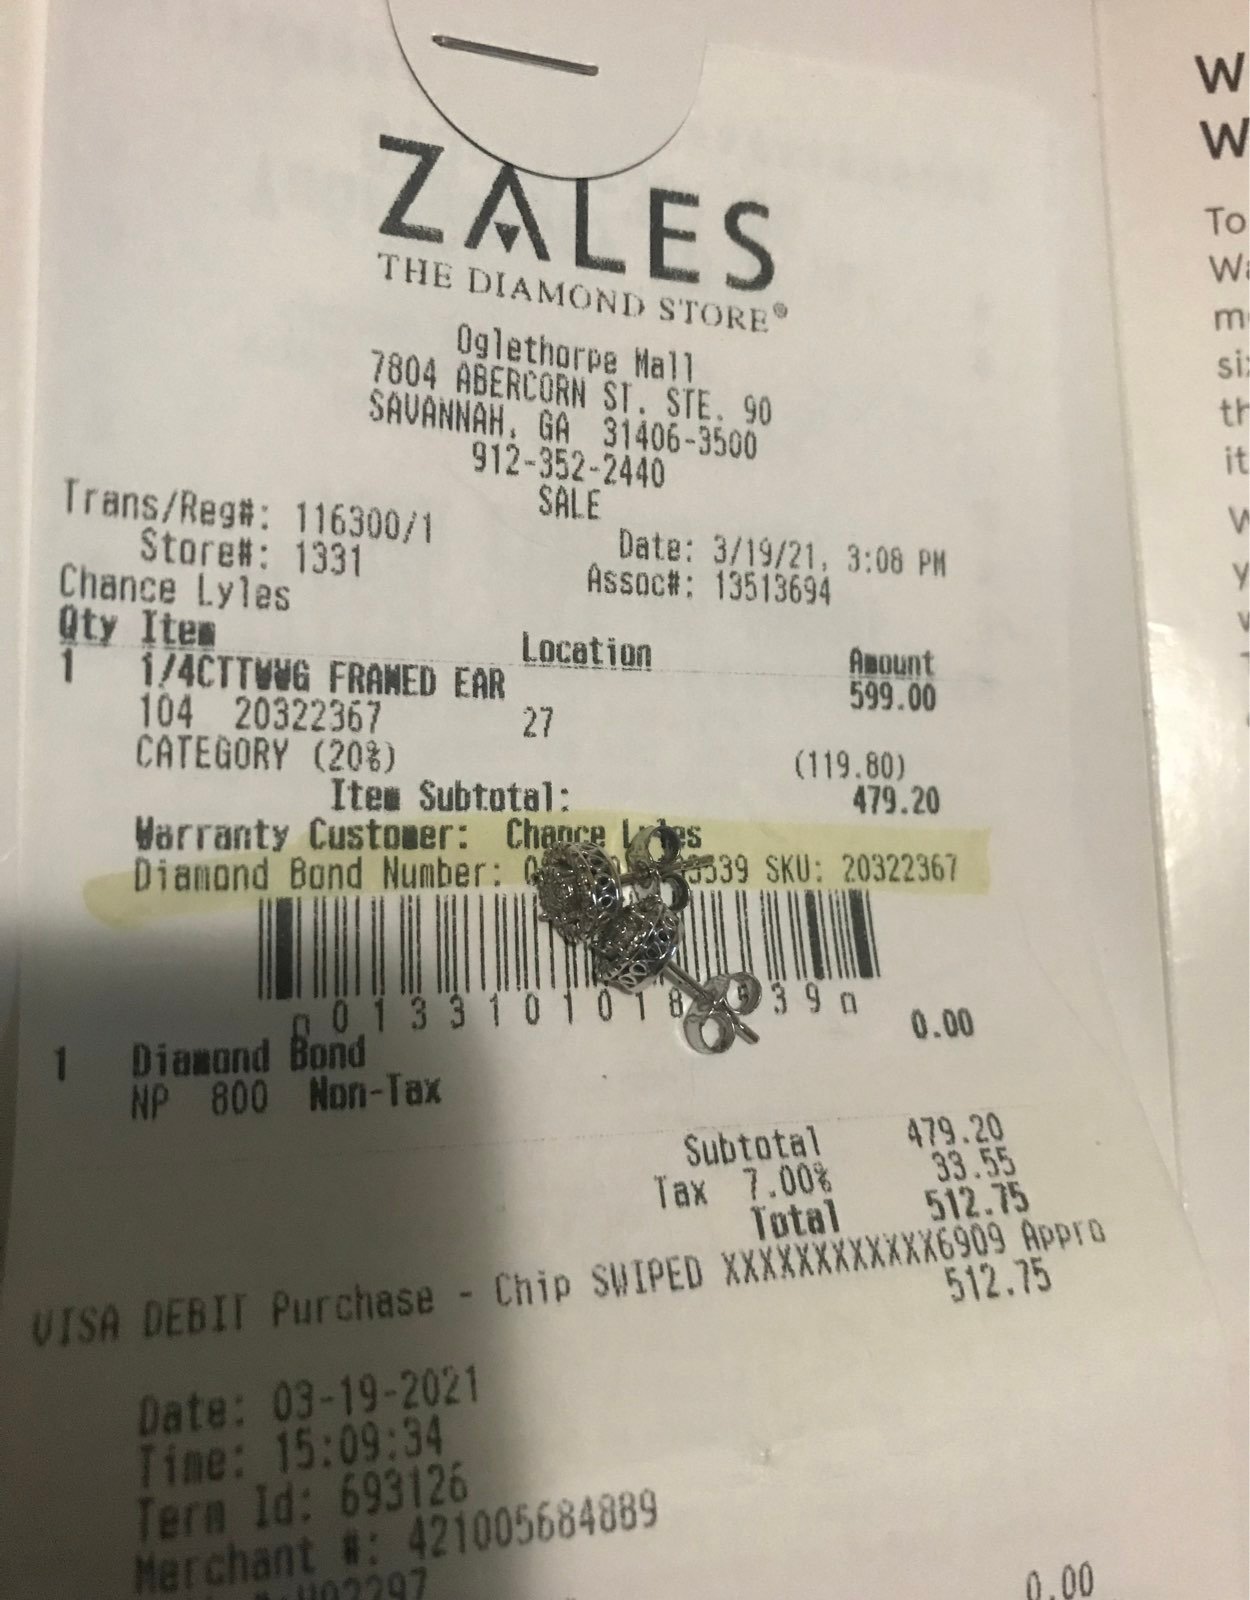 ZALES
THE DIAMOND STORE®
Oglethorpe Mall
7804 ABERCORN ST. STE. 90
SAVANNAH, GA 31406-3500
912-352-2440
SALE
Trans/Reg#: 116300/1
Store#: 1331
Date: 3/19/21, 3:08 PM
Assoc#: 13513694
Chance Lyles
Qty Item Location Amount
1 1/4CTTWWG FRAMED EAR 599.00
104 20322367 27
CATEGORY (20%) (119.80)
Item Subtotal: 479.20
Warranty Customer: Chance Lyles
Diamond Bond Number: SKU: 20322367
1 Diamond Bond 0.00
NP 800 Non-Tax
Subtotal 479.20
Tax 7.00% 33.55
Total 512.75
VISA DEBIT Purchase - Chip SWIPED XXXXXXXXXXXX6909 Appro
512.75
Date: 03-19-2021
Time: 15:09:34
Term Id: 693126
Merchant #: 421005684889
0.00
W
W
To